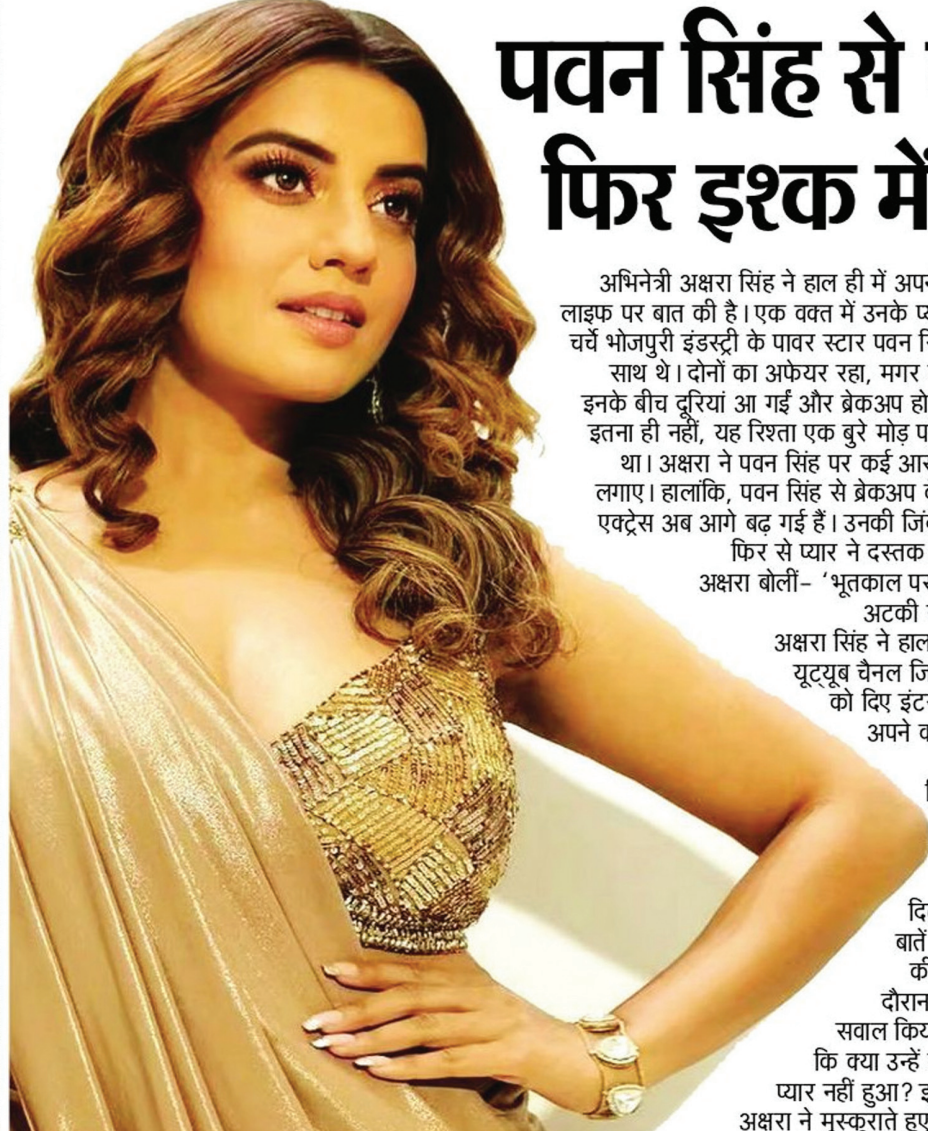 पवन सिंह से
फिर इश्क में
अभिनेत्री अक्षरा सिंह ने हाल ही में
लाइफ पर बात की है। एक वक्त में उनके
चर्चे भोजपुरी इंडस्ट्री के पावर स्टार पवन
साथ थे। दोनों का अफेयर रहा, मगर
इनके बीच दूरियां आ गईं और ब्रेकअप हो
इतना ही नहीं, यह रिश्ता एक बुरे मोड़
था। अक्षरा ने पवन सिंह पर कई
लगाए। हालांकि, पवन सिंह से ब्रेकअप
एक्ट्रेस अब आगे बढ़ गई हैं। उनकी
फिर से प्यार ने दस्तक
अक्षरा बोलीं– ‘भूतकाल पर
अटकी
अक्षरा सिंह ने हाल
यूट्यूब चैनल
को दिए
अपने
बातें
दौरान
सवाल
कि क्या उन्हें
प्यार नहीं हुआ?
अक्षरा ने मुस्कुराते हुए